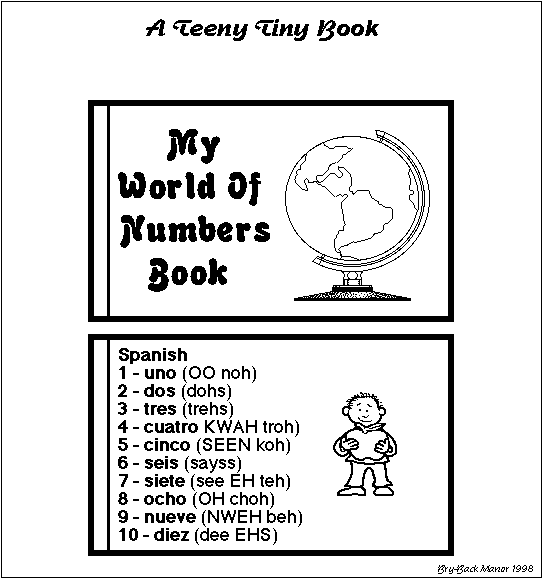 A Teeny Tiny Book
My
World Of
Numbers
Book
Spanish
1 - uno (OO noh)
2 - dos (dohs)
3 - tres (trehs)
4 - cuatro KWAH troh)
5 - cinco (SEEN koh)
6 - seis (sayss)
7 - siete (see EH teh)
8 - ocho (OH choh)
9 - nueve (NWEH beh)
10 - diez (dee EHS)
Bry-Back Manor 1998